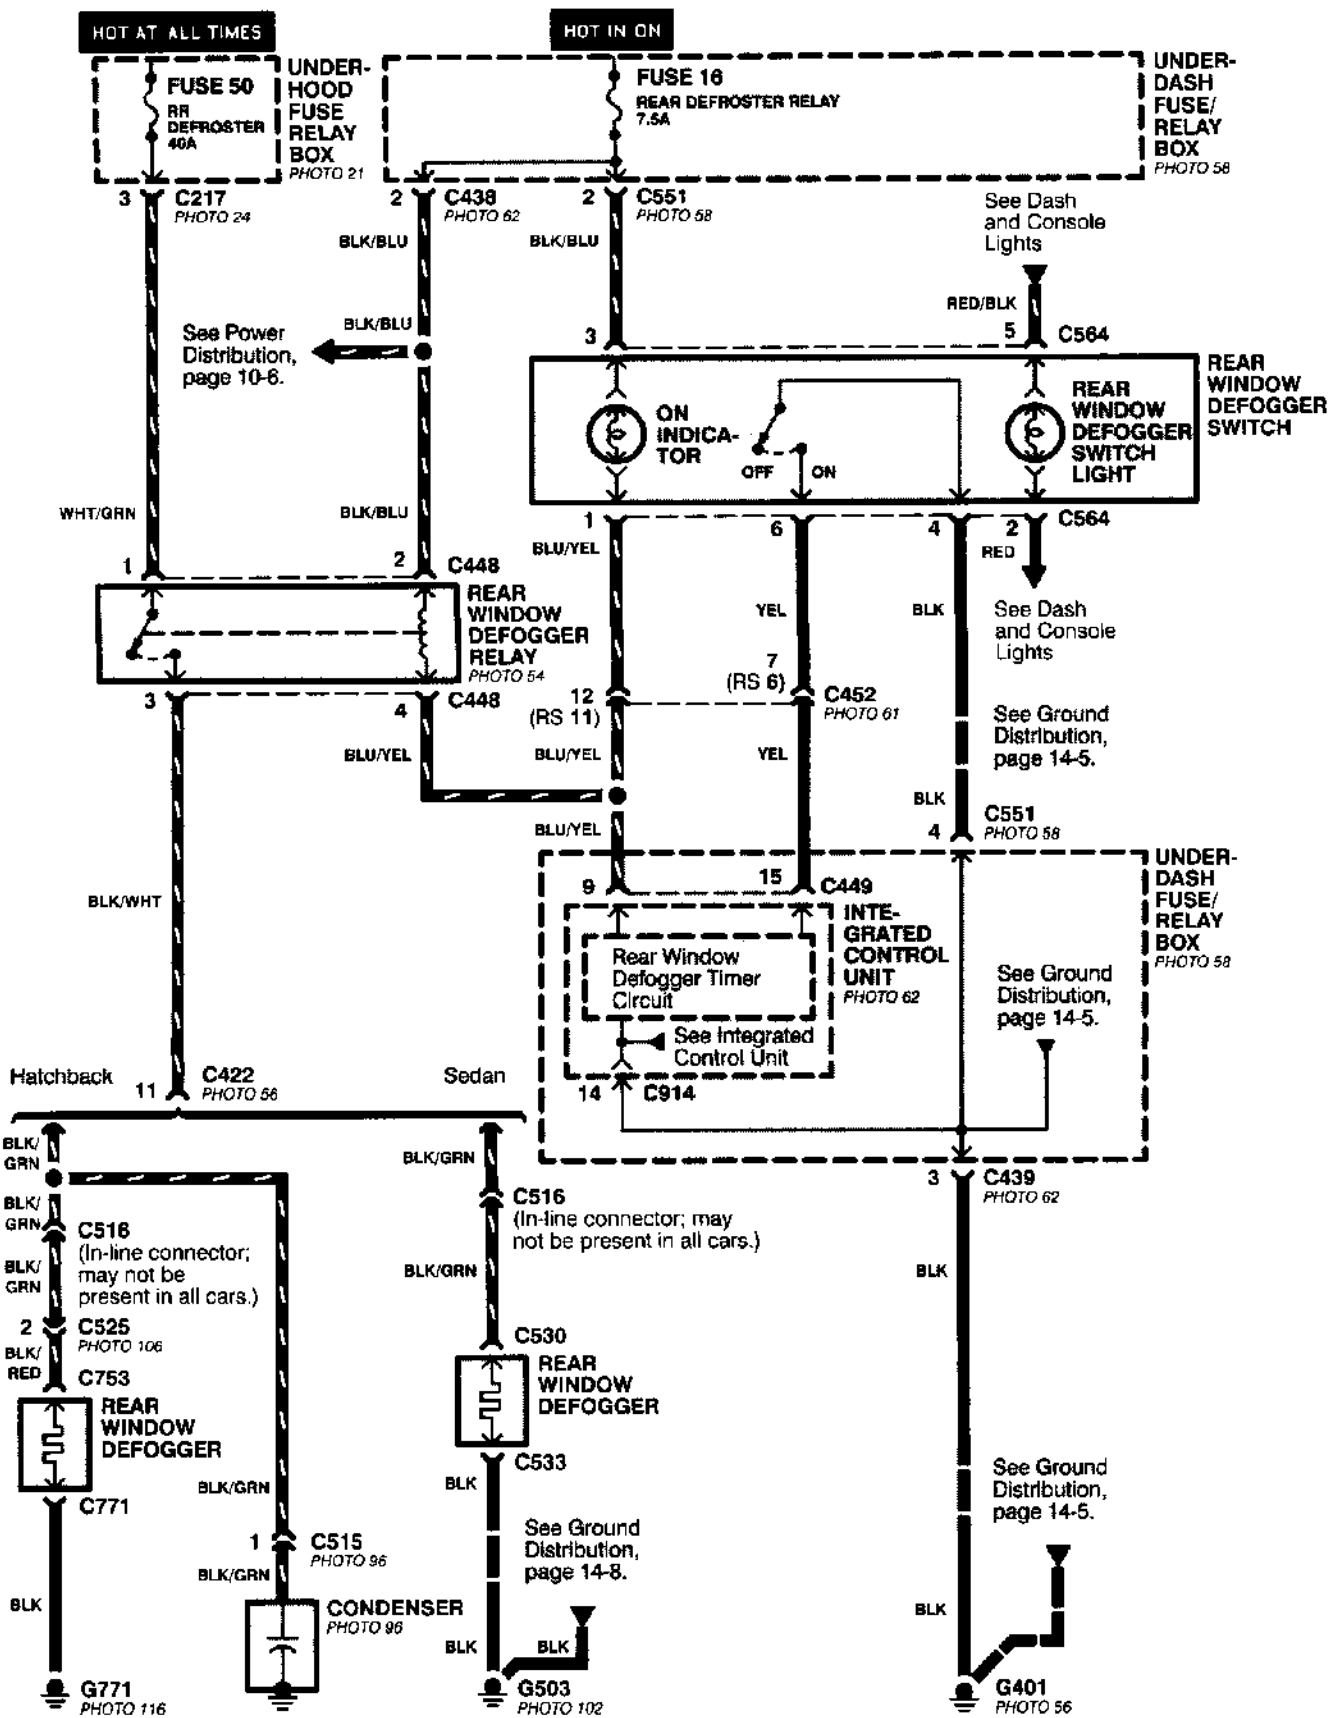 HOT AT ALL TIMES
HOT IN ON
FUSE 50
RR
DEFROSTER
40A
UNDER-
HOOD
FUSE
RELAY
BOX
PHOTO 21
FUSE 16
REAR DEFROSTER RELAY
7.5A
UNDER-
DASH
FUSE/
RELAY
BOX
PHOTO 58
3
C217
PHOTO 24
2
C438
PHOTO 62
2
C551
PHOTO 58
See Dash
and Console
Lights
BLK/BLU
BLK/BLU
RED/BLK
BLK/BLU
See Power
Distribution,
page 10-6.
3
5
C564
REAR
WINDOW
DEFOGGER
SWITCH
ON
INDICA-
TOR
OFF
ON
REAR
WINDOW
DEFOGGER
SWITCH
LIGHT
WHT/GRN
BLK/BLU
1
6
4
2
C564
BLU/YEL
RED
1
2
C448
REAR
WINDOW
DEFOGGER
RELAY
PHOTO 54
YEL
BLK
See Dash
and Console
Lights
3
4
C448
12
(RS 11)
7
(RS 6)
C452
PHOTO 61
See Ground
Distribution,
page 14-5.
BLU/YEL
BLU/YEL
YEL
BLK
BLU/YEL
4
C551
PHOTO 58
UNDER-
DASH
FUSE/
RELAY
BOX
PHOTO 58
BLK/WHT
9
15
C449
INTE-
GRATED
CONTROL
UNIT
PHOTO 62
Rear Window
Defogger Timer
Circuit
See Integrated
Control Unit
See Ground
Distribution,
page 14-5.
14
C914
Hatchback
11
C422
PHOTO 56
Sedan
BLK/
GRN
BLK/GRN
3
C439
PHOTO 62
BLK/
GRN
C516
(In-line connector;
may not be
present in all cars.)
C516
(In-line connector; may
not be present in all cars.)
BLK/
GRN
BLK/GRN
BLK
2
C525
PHOTO 106
BLK/
RED
C753
C530
REAR
WINDOW
DEFOGGER
REAR
WINDOW
DEFOGGER
C771
C533
BLK/GRN
BLK
See Ground
Distribution,
page 14-5.
1
C515
PHOTO 96
See Ground
Distribution,
page 14-8.
BLK/GRN
BLK
CONDENSER
PHOTO 96
BLK
BLK
BLK
G771
PHOTO 116
G503
PHOTO 102
G401
PHOTO 56